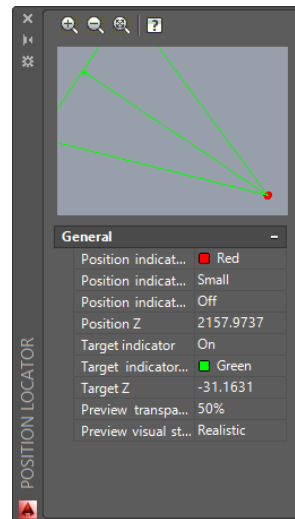 General
Position indicat... Red
Position indicat... Small
Position indicat... Off
Position Z 2157.9737
Target indicator On
Target indicator... Green
Target Z -31.1631
Preview transpa... 50%
Preview visual st... Realistic
POSITION LOCATOR